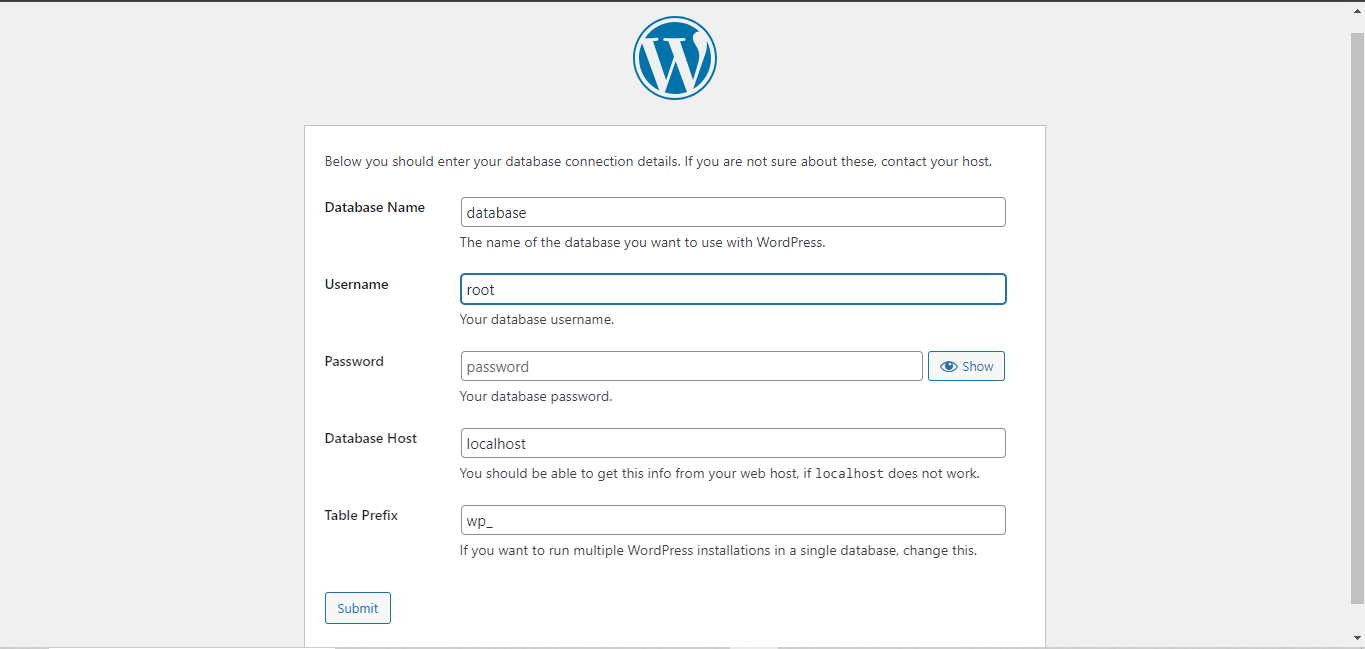 Below you should enter your database connection details. If you are not sure about these, contact your host.
Database Name
database
The name of the database you want to use with WordPress.
Username
root
Your database username.
Password
password
Show
Your database password.
Database Host
localhost
You should be able to get this info from your web host, if localhost does not work.
Table Prefix
wp_
If you want to run multiple WordPress installations in a single database, change this.
Submit